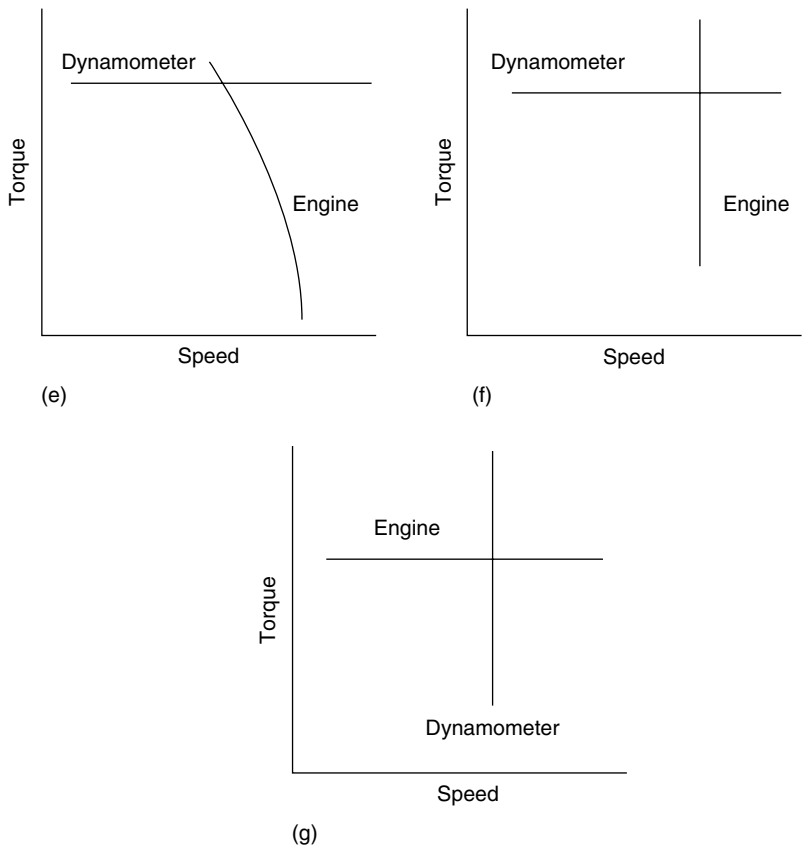 Dynamometer
Torque
Engine
Speed
(e)
Dynamometer
Torque
Engine
Speed
(f)
Engine
Torque
Dynamometer
Speed
(g)